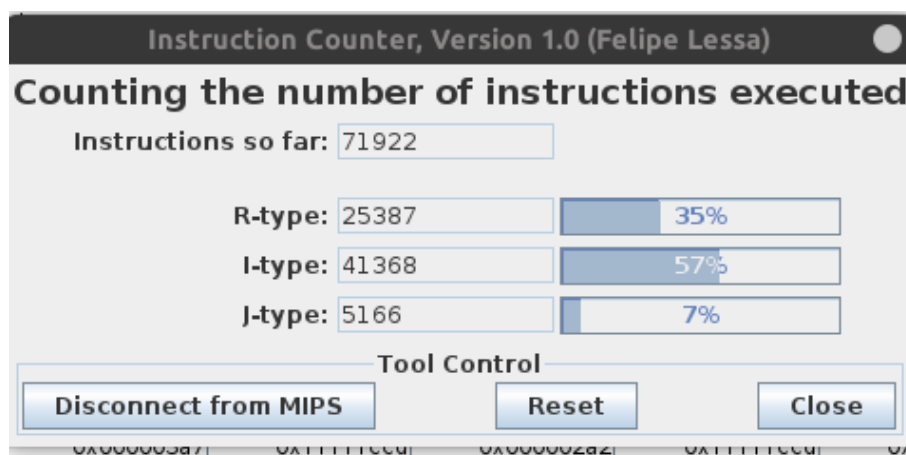 Instruction Counter, Version 1.0 (Felipe Lessa)
Counting the number of instructions executed
Instructions so far: 71922
R-type: 25387 35%
I-type: 41368 57%
J-type: 5166 7%
Tool Control
Disconnect from MIPS Reset Close